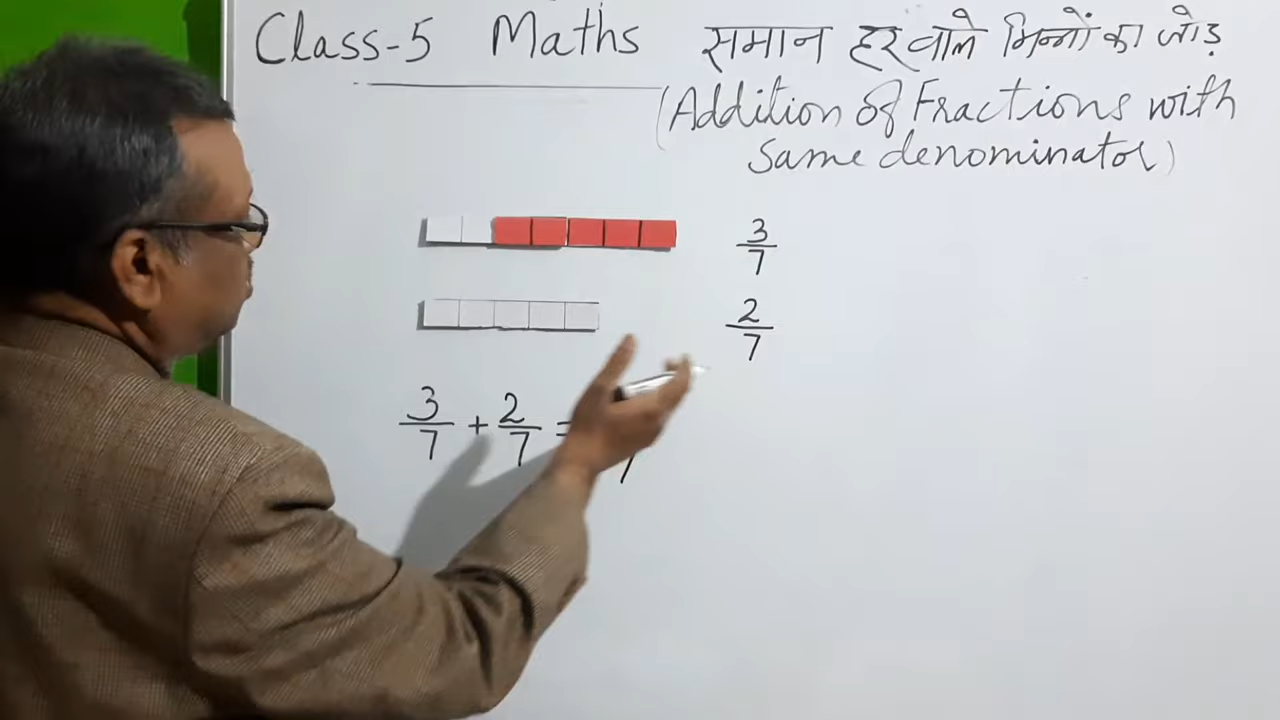 Class-5 Maths समान हर वाले भिन्नों का जोड़
(Addition of Fractions with
Same denominator)
3/7
2/7
3/7 + 2/7 = /7